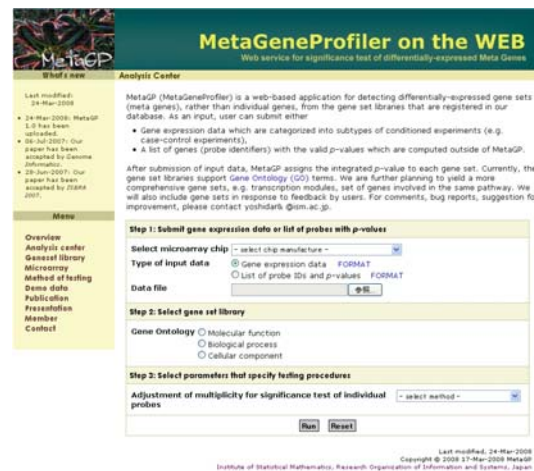 MetaGP
MetaGeneProfiler on the WEB
Web service for significance test of differentially-expressed Meta Genes
What's new
Last modified:
24-Mar-2008
24-Mar-2008: MetaGP
1.0 has been
uploaded.
06-Jul-2007: Our
paper has been
accepted by Genome
Informatics.
28-Jun-2007: Our
paper has been
accepted by JSBi
2007.
Menu
Overview
Analysis center
Geneset library
Microarray
Method of testing
Demo data
Publication
Presentation
Member
Contact
Analysis Center
MetaGP (MetaGeneProfiler) is a web-based application for detecting differentially-expressed gene sets
(meta genes), rather than individual genes, from the gene set libraries that are registered in our
database. As an input, user can submit either
• Gene expression data which are categorized into subtypes of conditioned experiments (e.g.
case-control experiments),
• A list of genes (probe identifiers) with the valid p-values which are computed outside of MetaGP.
After submission of input data, MetaGP assigns the integrated p-value to each gene set. Currently, the
gene set libraries support Gene Ontology (GO) terms. We are further planning to yield a more
comprehensive gene sets, e.g. transcription modules, set of genes involved in the same pathway. We
will also include gene sets in response to feedback by users. For comments, bug reports, suggestion fo
improvement, please contact yoshidar& @ism.ac.jp.
Step 1: Submit gene expression data or list of probes with p-values
Select microarray chip - select chip manufacture -
Type of input data Gene expression data FORMAT
List of probe IDs and p-values FORMAT
Data file 参照...
Step 2: Select gene set library
Gene Ontology Molecular function
Biological process
Cellular component
Step 3: Select parameters that specify testing procedures
Adjustment of multiplicity for significance test of individual - select method -
probes
Run Reset
Last modified, 24-Mar-2008
Copyright © 2008 17-Mar-2008 MetaGP
Institute of Statistical Mathematics, Research Organization of Information and Systems, Japan